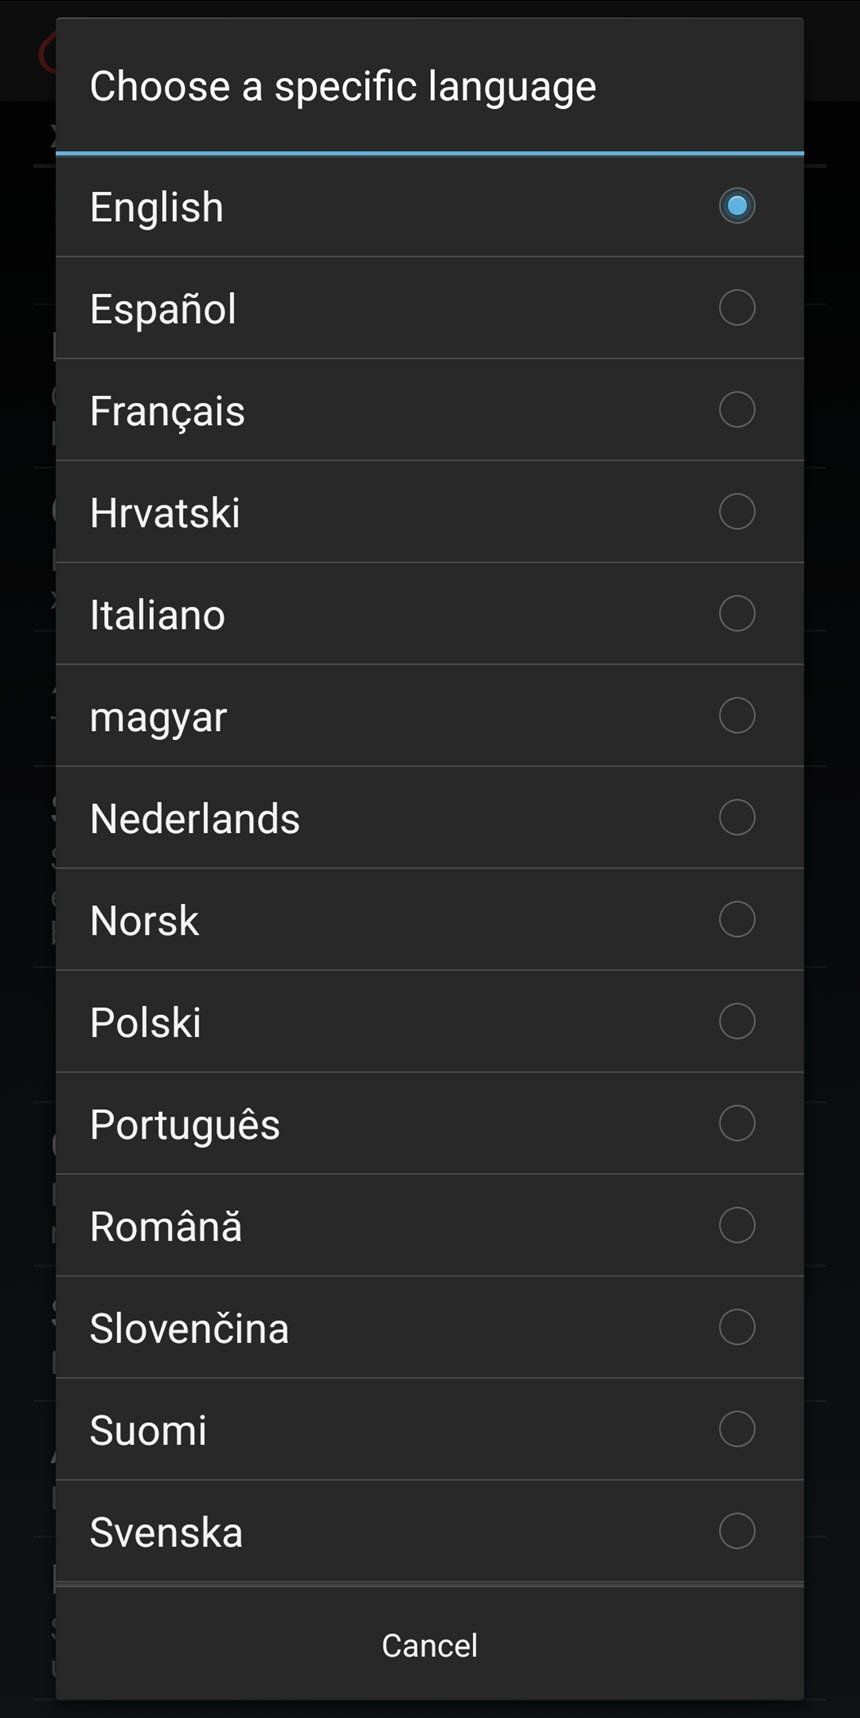 Choose a specific language
English
Español
Français
Hrvatski
Italiano
magyar
Nederlands
Norsk
Polski
Português
Română
Slovenčina
Suomi
Svenska
Cancel